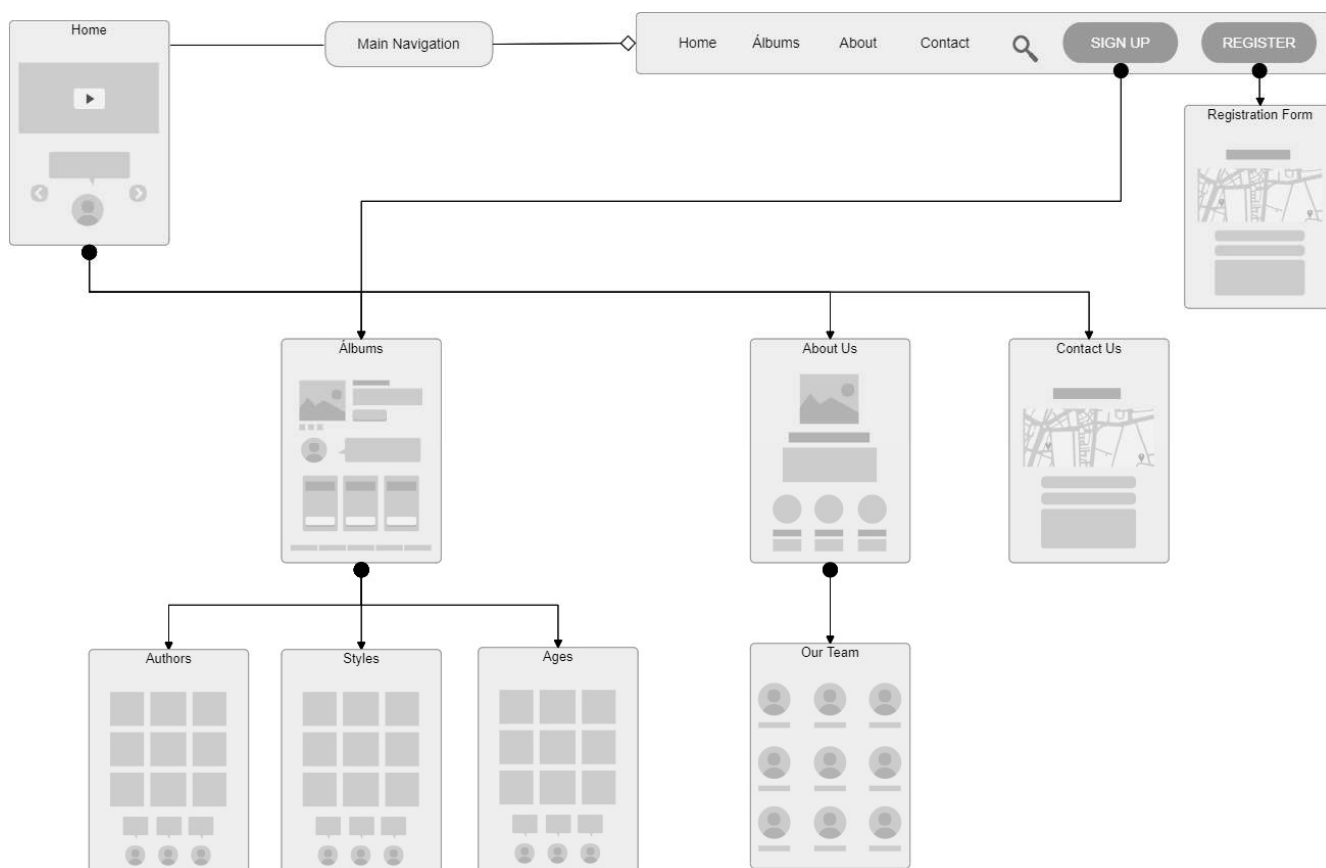 Home
Main Navigation
Home Álbums About Contact SIGN UP REGISTER
Registration Form
Álbums
About Us
Contact Us
Authors
Styles
Ages
Our Team